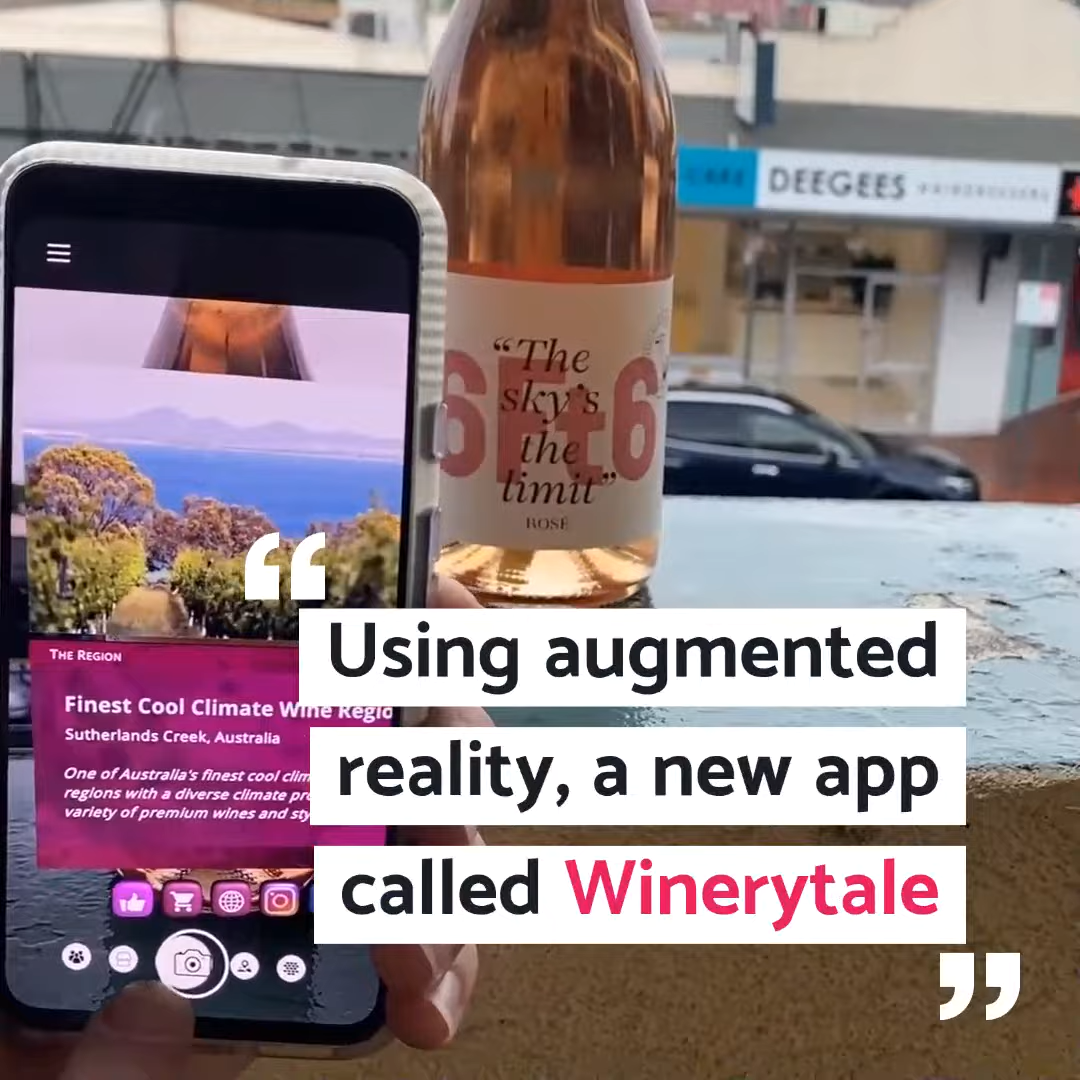 DEEGEES
HAIRDRESSERS
6Ft6
“The
sky's
the
limit”
ROSÉ
THE REGION
Finest Cool Climate Wine Regio
Sutherlands Creek, Australia
One of Australia's finest cool clim
regions with a diverse climate pr
variety of premium wines and sty
“
Using augmented
reality, a new app
called Winerytale
”